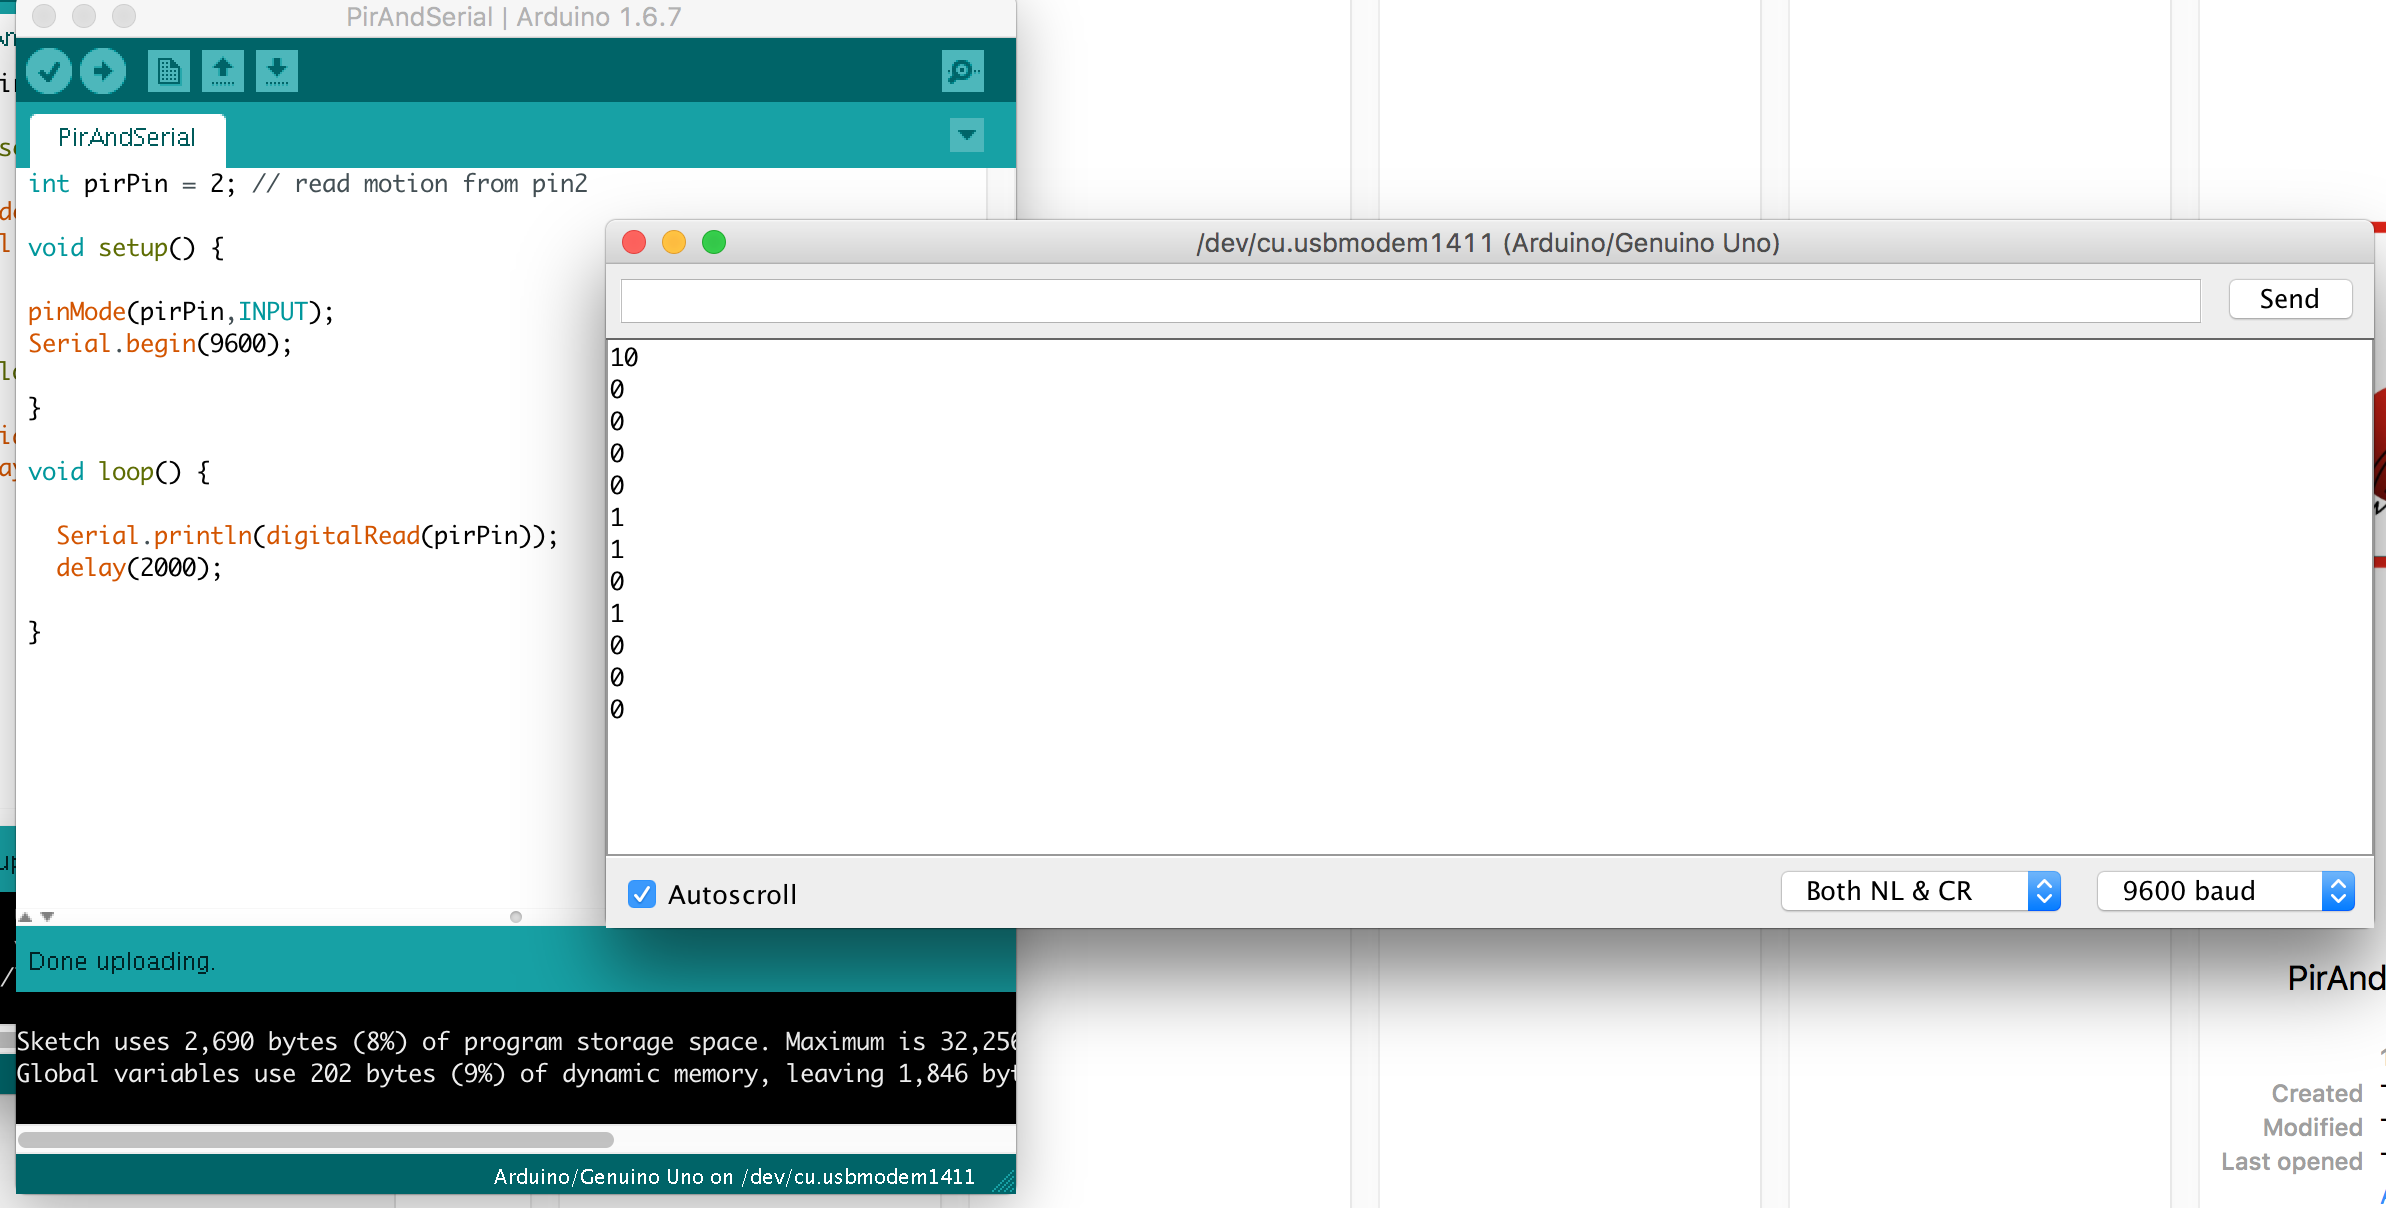 PirAndSerial | Arduino 1.6.7
PirAndSerial
int pirPin = 2; // read motion from pin2
void setup() {
pinMode(pirPin,INPUT);
Serial.begin(9600);
}
void loop() {
Serial.println(digitalRead(pirPin));
delay(2000);
}
/dev/cu.usbmodem1411 (Arduino/Genuino Uno)
Send
10
0
0
0
0
1
1
0
1
0
0
0
Autoscroll
Both NL & CR
9600 baud
Done uploading.
Sketch uses 2,690 bytes (8%) of program storage space. Maximum is 32,256
Global variables use 202 bytes (9%) of dynamic memory, leaving 1,846 byt
Arduino/Genuino Uno on /dev/cu.usbmodem1411
PirAnd
Created
Modified
Last opened